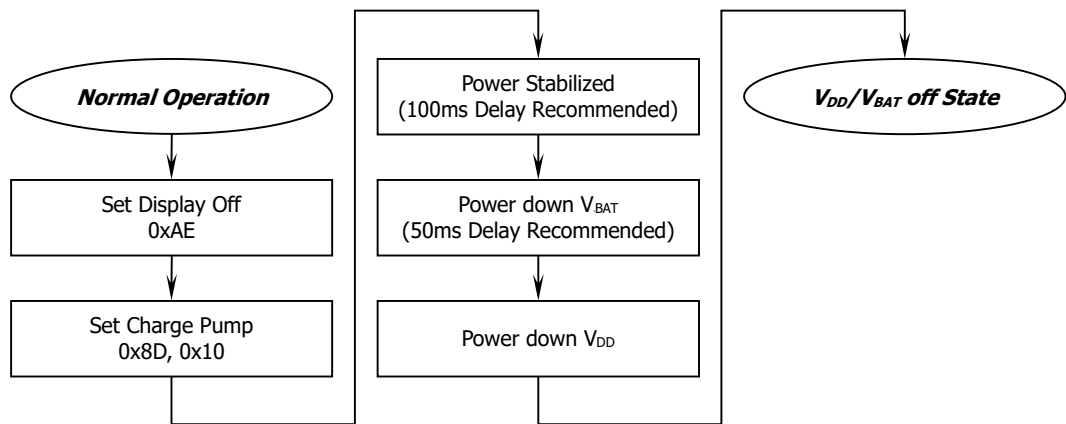 Normal Operation
Set Display Off
0xAE
Set Charge Pump
0x8D, 0x10
Power Stabilized
(100ms Delay Recommended)
Power down VBAT
(50ms Delay Recommended)
Power down VDD
VDD/VBAT off State